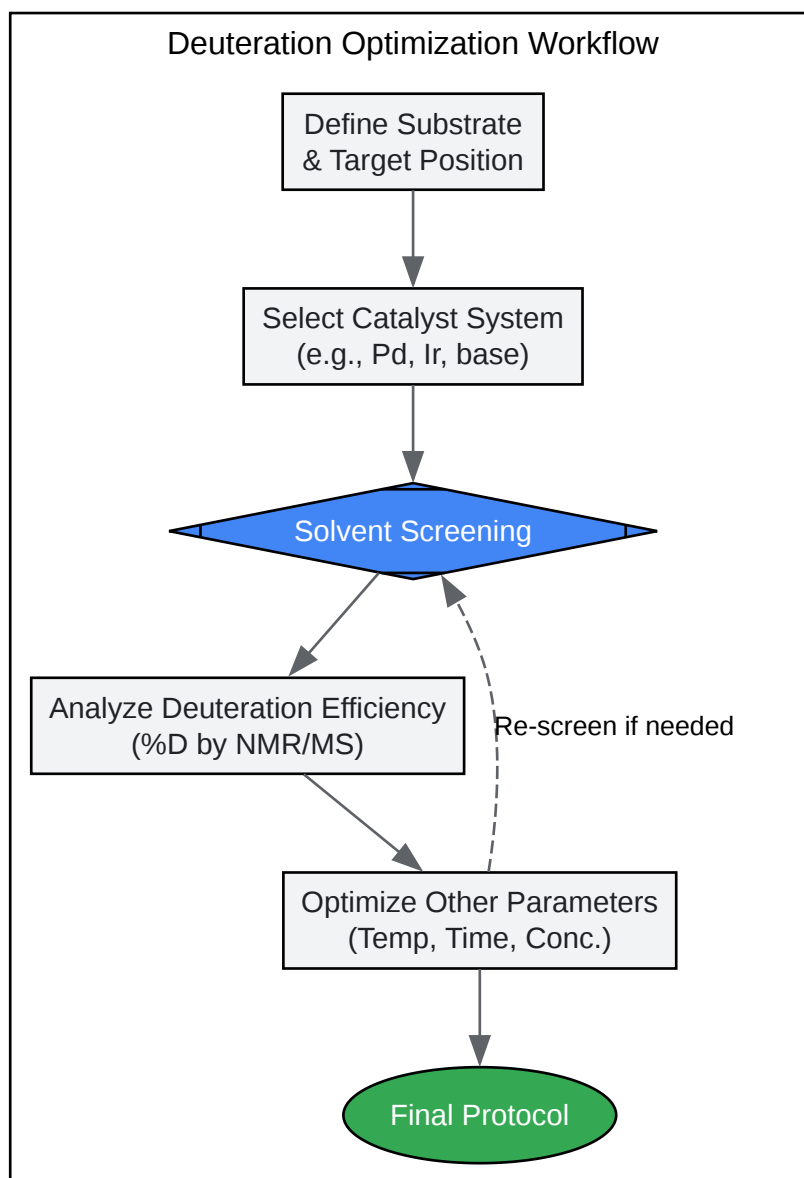 Deuteration Optimization Workflow
Define Substrate
& Target Position
Select Catalyst System
(e.g., Pd, Ir, base)
Solvent Screening
Analyze Deuteration Efficiency
(%D by NMR/MS)
Re-screen if needed
Optimize Other Parameters
(Temp, Time, Conc.)
Final Protocol